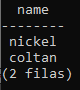 name
--------
nickel
coltan
(2 filas)